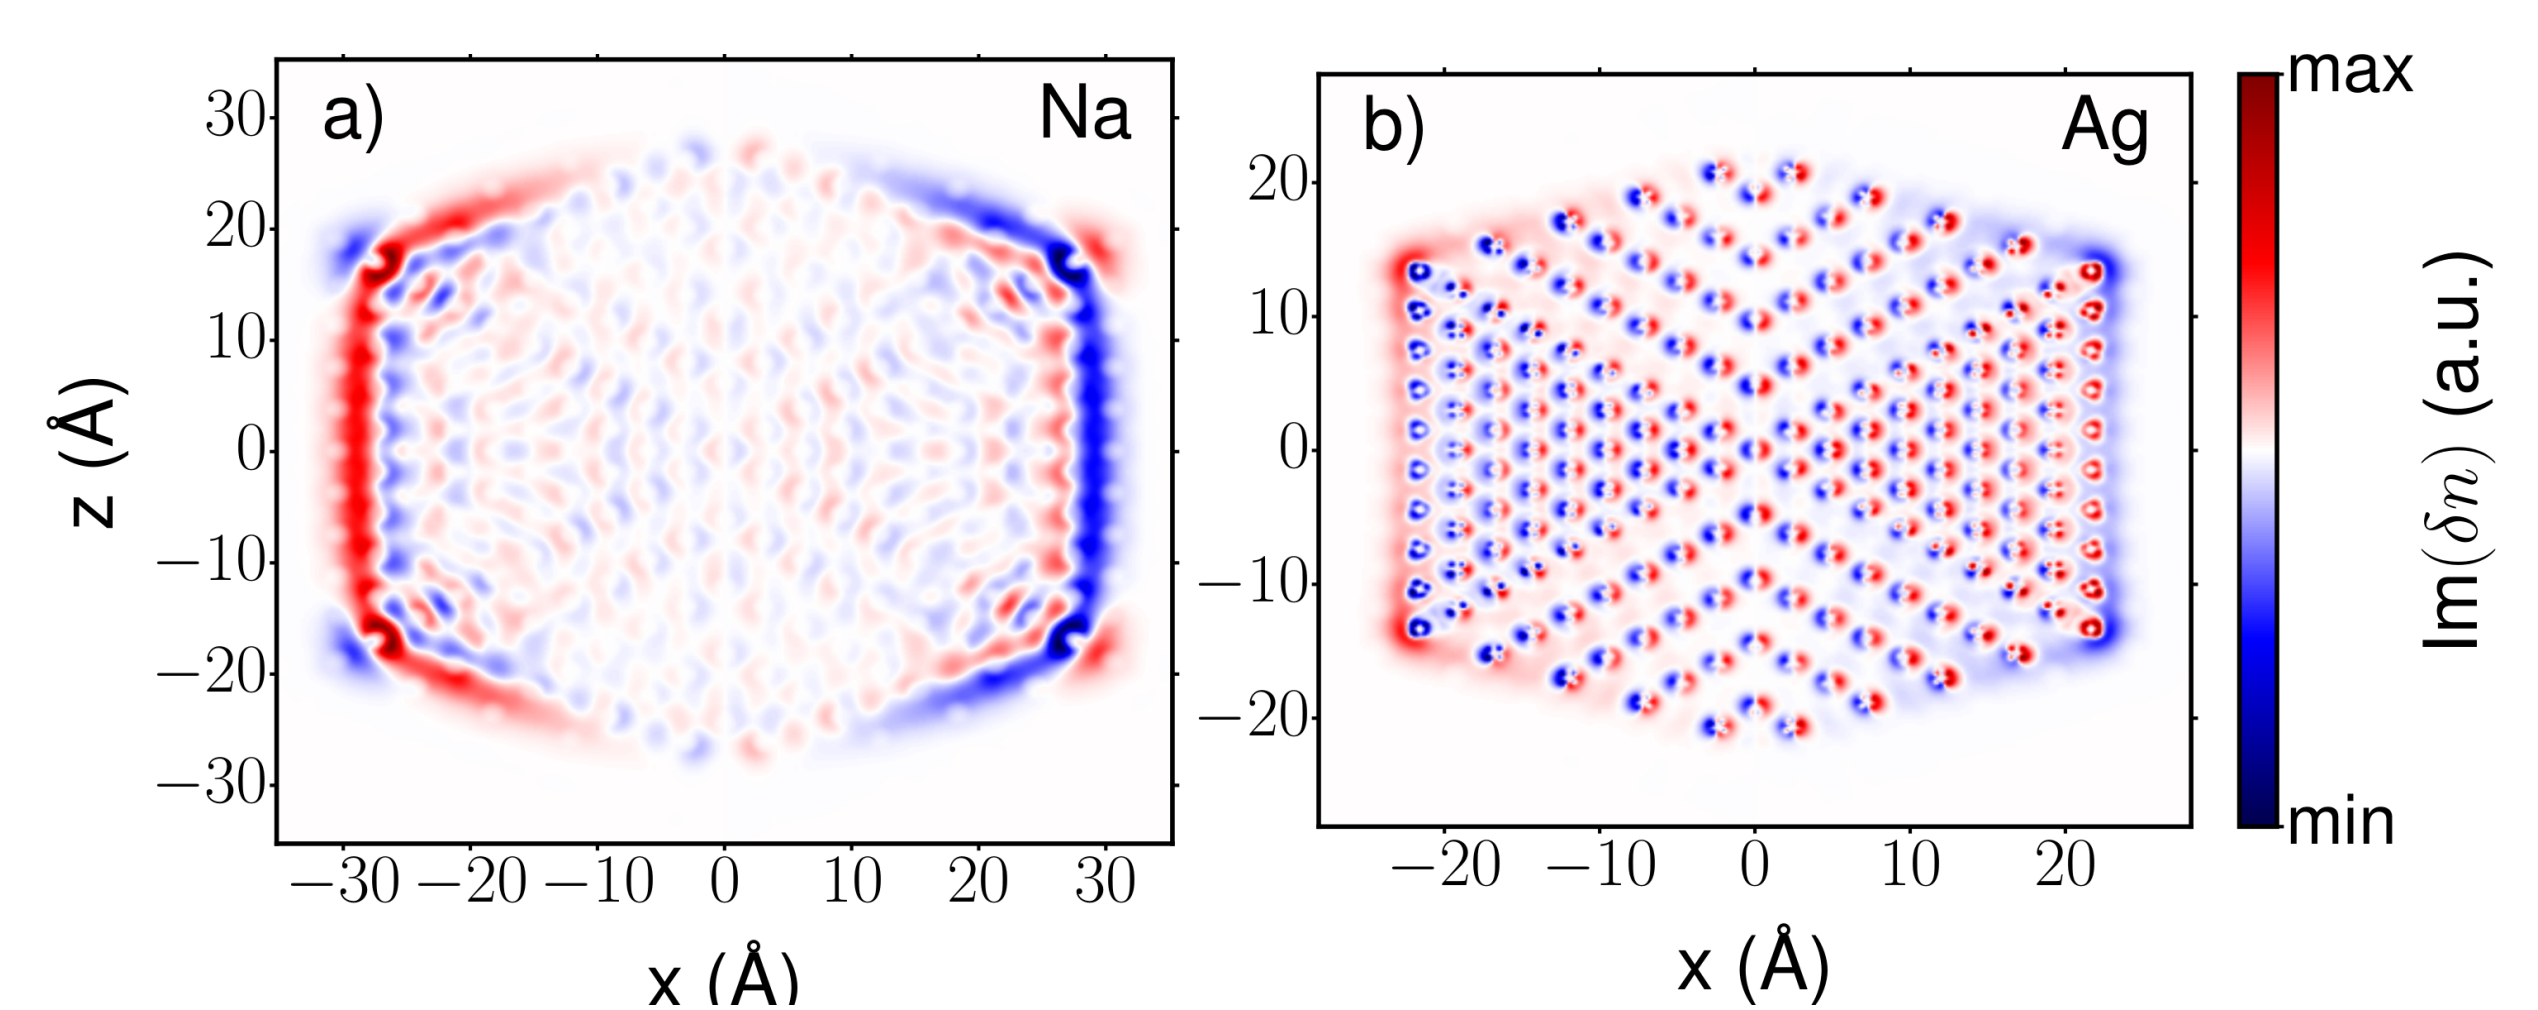 a) Na
30
20
10
0
−10
−20
−30
z (Å)
−30 −20 −10 0 10 20 30
x (Å)
b) Ag
20
10
0
−10
−20
−20 −10 0 10 20
x (Å)
max
min
Im(δn) (a.u.)